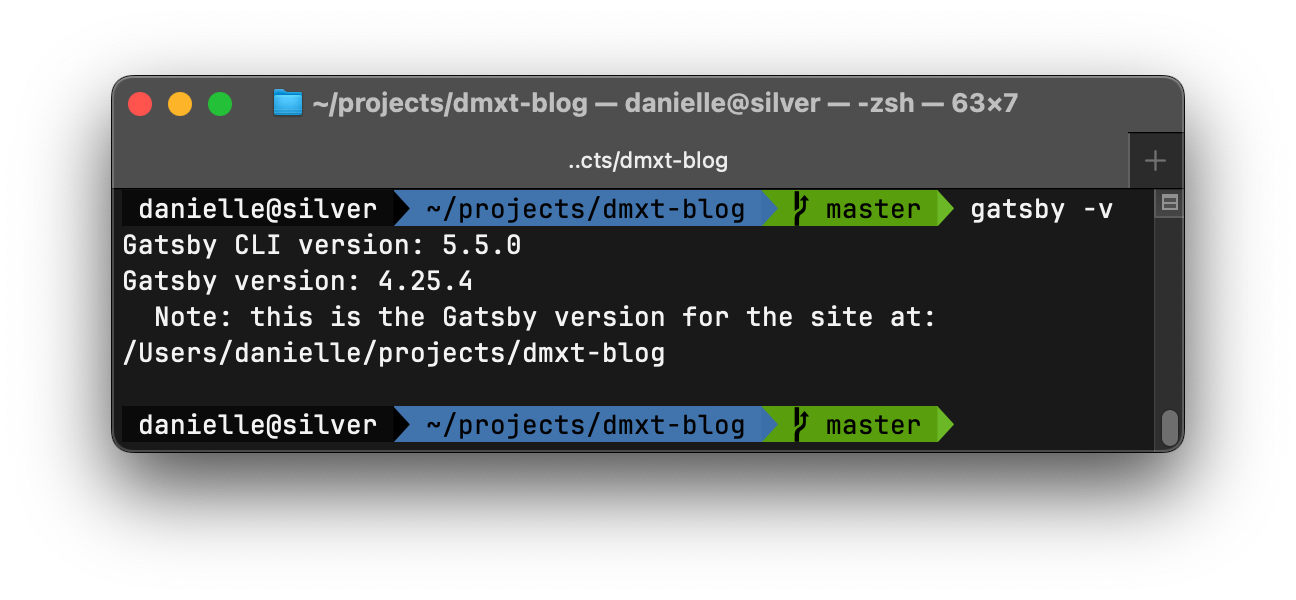 ~/projects/dmxt-blog — danielle@silver — -zsh — 63×7
..cts/dmxt-blog
danielle@silver ~/projects/dmxt-blog master gatsby -v
Gatsby CLI version: 5.5.0
Gatsby version: 4.25.4
  Note: this is the Gatsby version for the site at:
/Users/danielle/projects/dmxt-blog
danielle@silver ~/projects/dmxt-blog master